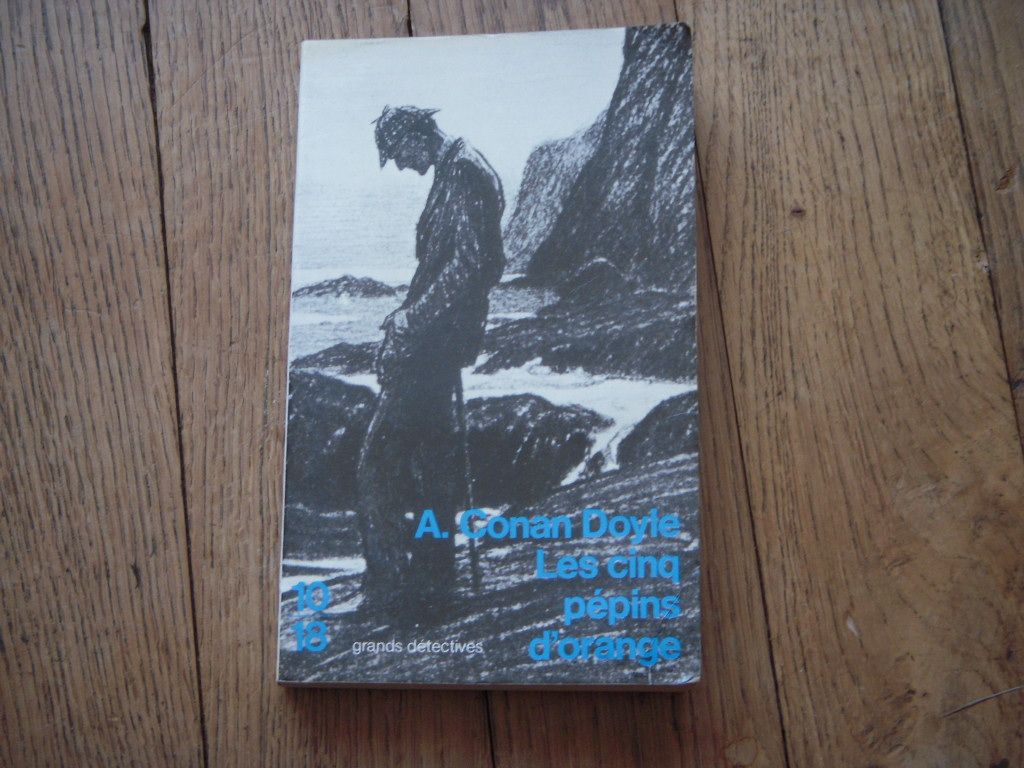 A. Conan Doyle
Les cinq
pépins
d'orange
10
18
grands détectives